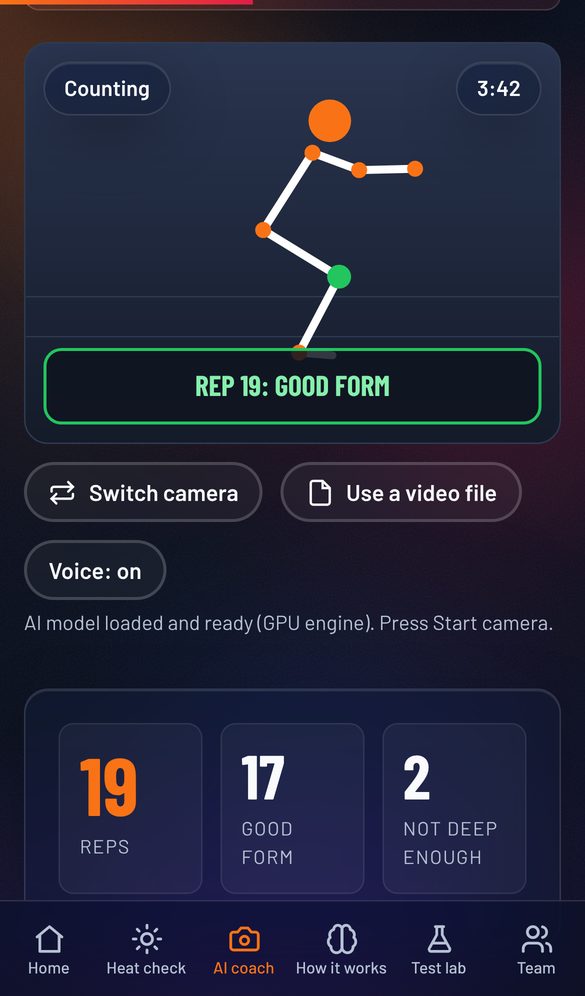 Counting
3:42
REP 19: GOOD FORM
Switch camera
Use a video file
Voice: on
AI model loaded and ready (GPU engine). Press Start camera.
19
REPS
17
GOOD
FORM
2
NOT DEEP
ENOUGH
Home
Heat check
AI coach
How it works
Test lab
Team